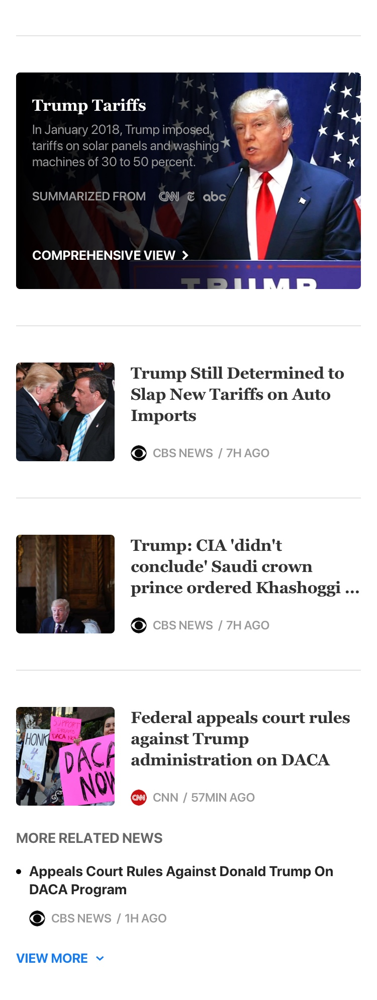 Trump Tariffs
In January 2018, Trump imposed
tariffs on solar panels and washing
machines of 30 to 50 percent.
SUMMARIZED FROM CNN T abc
COMPREHENSIVE VIEW
TRUMP
Trump Still Determined to
Slap New Tariffs on Auto
Imports
CBS NEWS / 7H AGO
Trump: CIA 'didn't
conclude' Saudi crown
prince ordered Khashoggi ...
CBS NEWS / 7H AGO
SUPPORT
DREAMS
DACA NOW
HONK
4
DREAMERS
DACA
NOW
Federal appeals court rules
against Trump
administration on DACA
CNN CNN / 57MIN AGO
MORE RELATED NEWS
• Appeals Court Rules Against Donald Trump On
DACA Program
CBS NEWS / 1H AGO
VIEW MORE